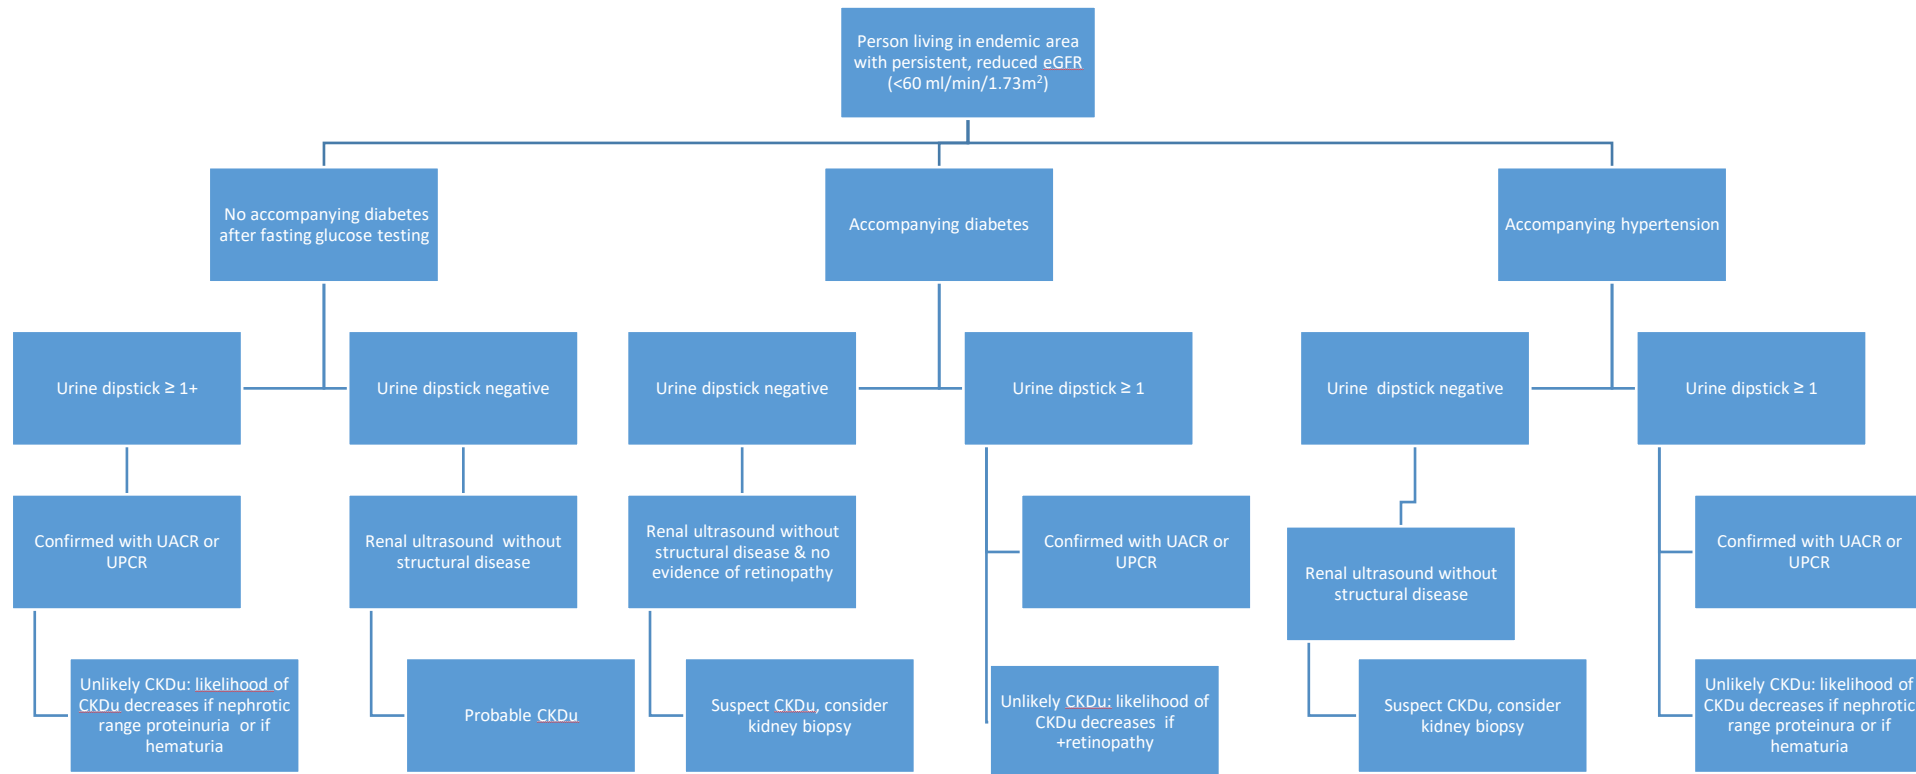 Person living in endemic area
with persistent, reduced eGFR
(<60 ml/min/1.73m²)
No accompanying diabetes
after fasting glucose testing
Accompanying diabetes
Accompanying hypertension
Urine dipstick ≥ 1+
Urine dipstick negative
Urine dipstick negative
Urine dipstick ≥ 1
Urine  dipstick negative
Urine dipstick ≥ 1
Confirmed with UACR or
UPCR
Renal ultrasound  without
structural disease
Renal ultrasound without
structural disease & no
evidence of retinopathy
Confirmed with UACR or
UPCR
Renal ultrasound without
structural disease
Confirmed with UACR or
UPCR
Unlikely CKDu: likelihood of
CKDu decreases if nephrotic
range proteinuria  or if
hematuria
Probable CKDu
Suspect CKDu, consider
kidney biopsy
Unlikely CKDu: likelihood of
CKDu decreases  if
+retinopathy
Suspect CKDu, consider
kidney biopsy
Unlikely CKDu: likelihood of
CKDu decreases if nephrotic
range proteinura or if
hematuria